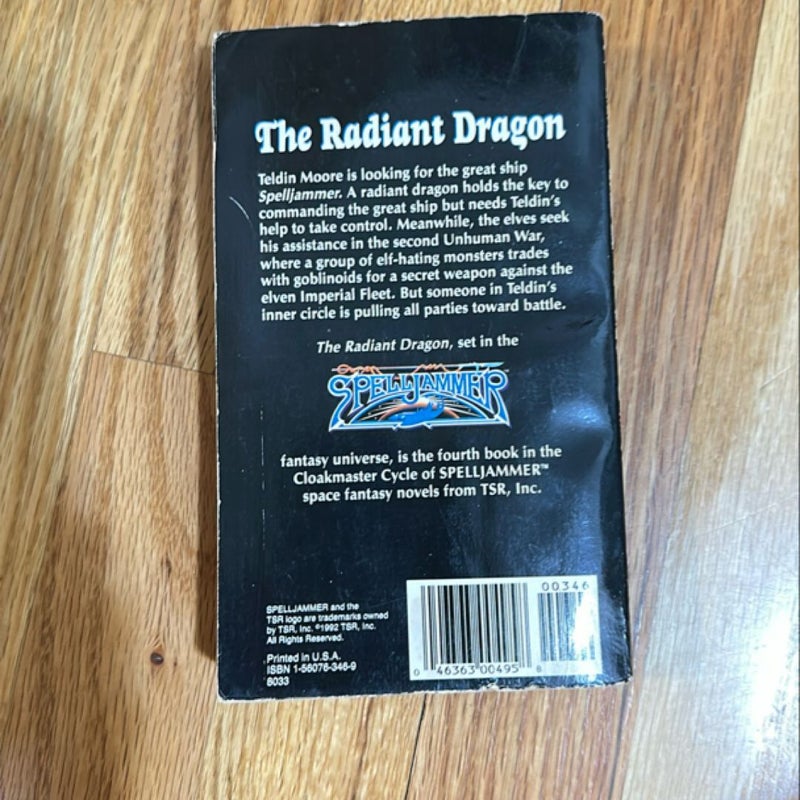 The Radiant Dragon
Teldin Moore is looking for the great ship
Spelljammer. A radiant dragon holds the key to
commanding the great ship but needs Teldin's
help to take control. Meanwhile, the elves seek
his assistance in the second Unhuman War,
where a group of elf-hating monsters trades
with goblinoids for a secret weapon against the
elven Imperial Fleet. But someone in Teldin's
inner circle is pulling all parties toward battle.
The Radiant Dragon, set in the
SPELLJAMMER
fantasy universe, is the fourth book in the
Cloakmaster Cycle of SPELLJAMMER™
space fantasy novels from TSR, Inc.
SPELLJAMMER and the
TSR logo are trademarks owned
by TSR, Inc. ©1992 TSR, Inc.
All Rights Reserved.
Printed in U.S.A.
ISBN 1-56076-346-9
8033
00346
0 46363 00495 8